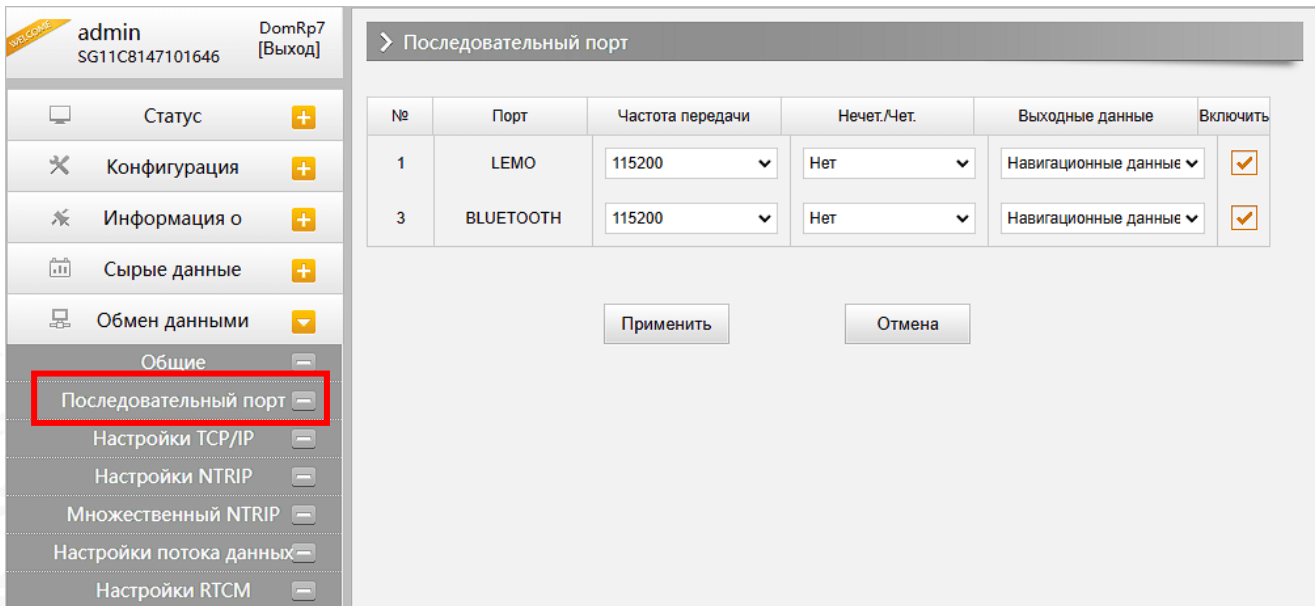 WELCOME
admin
DomRp7
SG11C8147101646
[Выход]
Статус
Конфигурация
Информация о
Сырые данные
Обмен данными
Общие
Последовательный порт
Настройки TCP/IP
Настройки NTRIP
Множественный NTRIP
Настройки потока данных
Настройки RTCM
Последовательный порт
№ Порт Частота передачи Нечет./Чет. Выходные данные Включить
1 LEMO 115200 Нет Навигационные данные
3 BLUETOOTH 115200 Нет Навигационные данные
Применить Отмена